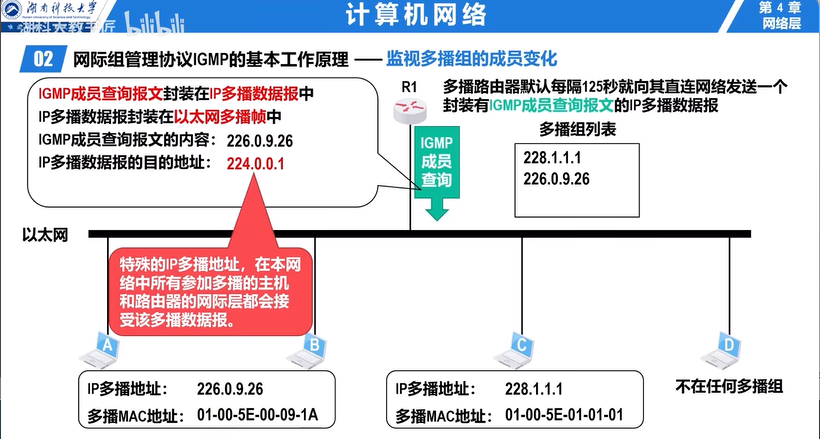 湖南科技大学
Hunan University of Science and Technology
湖科大教书匠
bilibili
计算机网络
第 4 章
网络层
02
网际组管理协议IGMP的基本工作原理 —— 监视多播组的成员变化
IGMP成员查询报文封装在IP多播数据报中
IP多播数据报封装在以太网多播帧中
IGMP成员查询报文的内容：226.0.9.26
IP多播数据报的目的地址：224.0.0.1
R1
多播路由器默认每隔125秒就向其直连网络发送一个
封装有IGMP成员查询报文的IP多播数据报
IGMP
成员
查询
多播组列表
228.1.1.1
226.0.9.26
以太网
特殊的IP多播地址，在本网
络中所有参加多播的主机
和路由器的网际层都会接
受该多播数据报。
A
B
C
D
IP多播地址： 226.0.9.26
多播MAC地址： 01-00-5E-00-09-1A
IP多播地址： 228.1.1.1
多播MAC地址： 01-00-5E-01-01-01
不在任何多播组